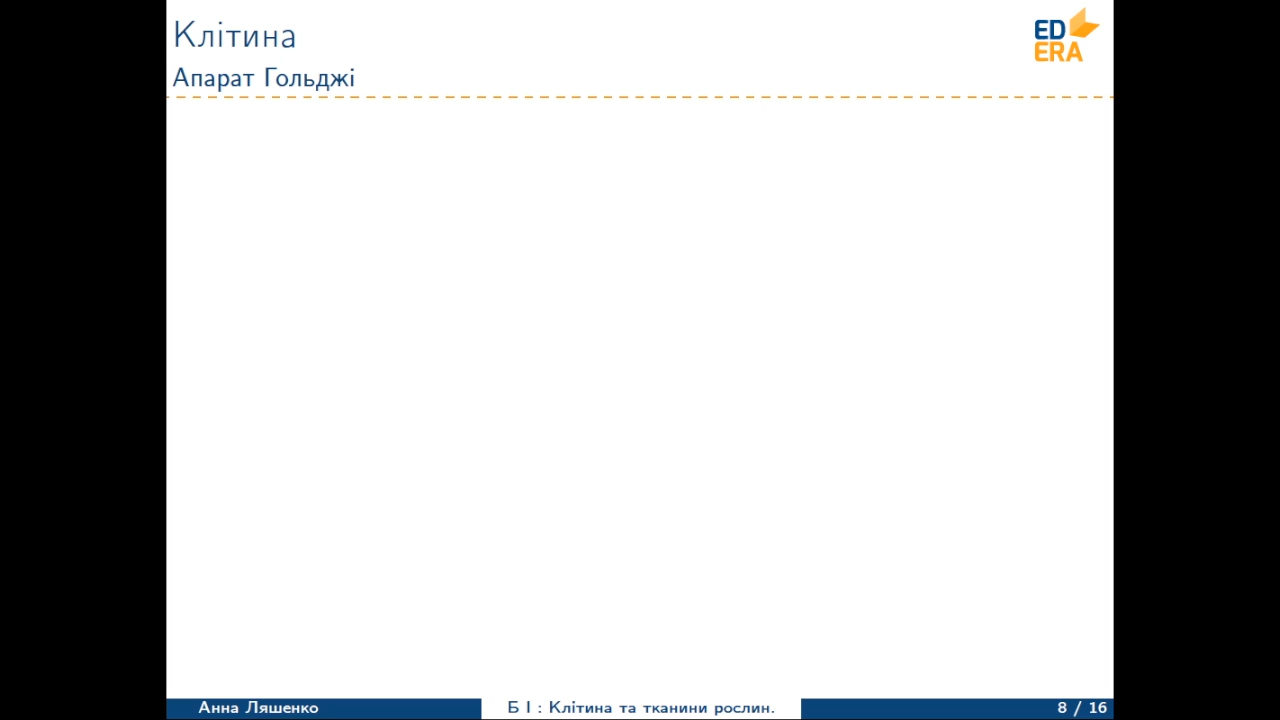 Клітина
ED
ERA
Апарат Гольджі
Анна Ляшенко
Б І : Клітина та тканини рослин.
8 / 16